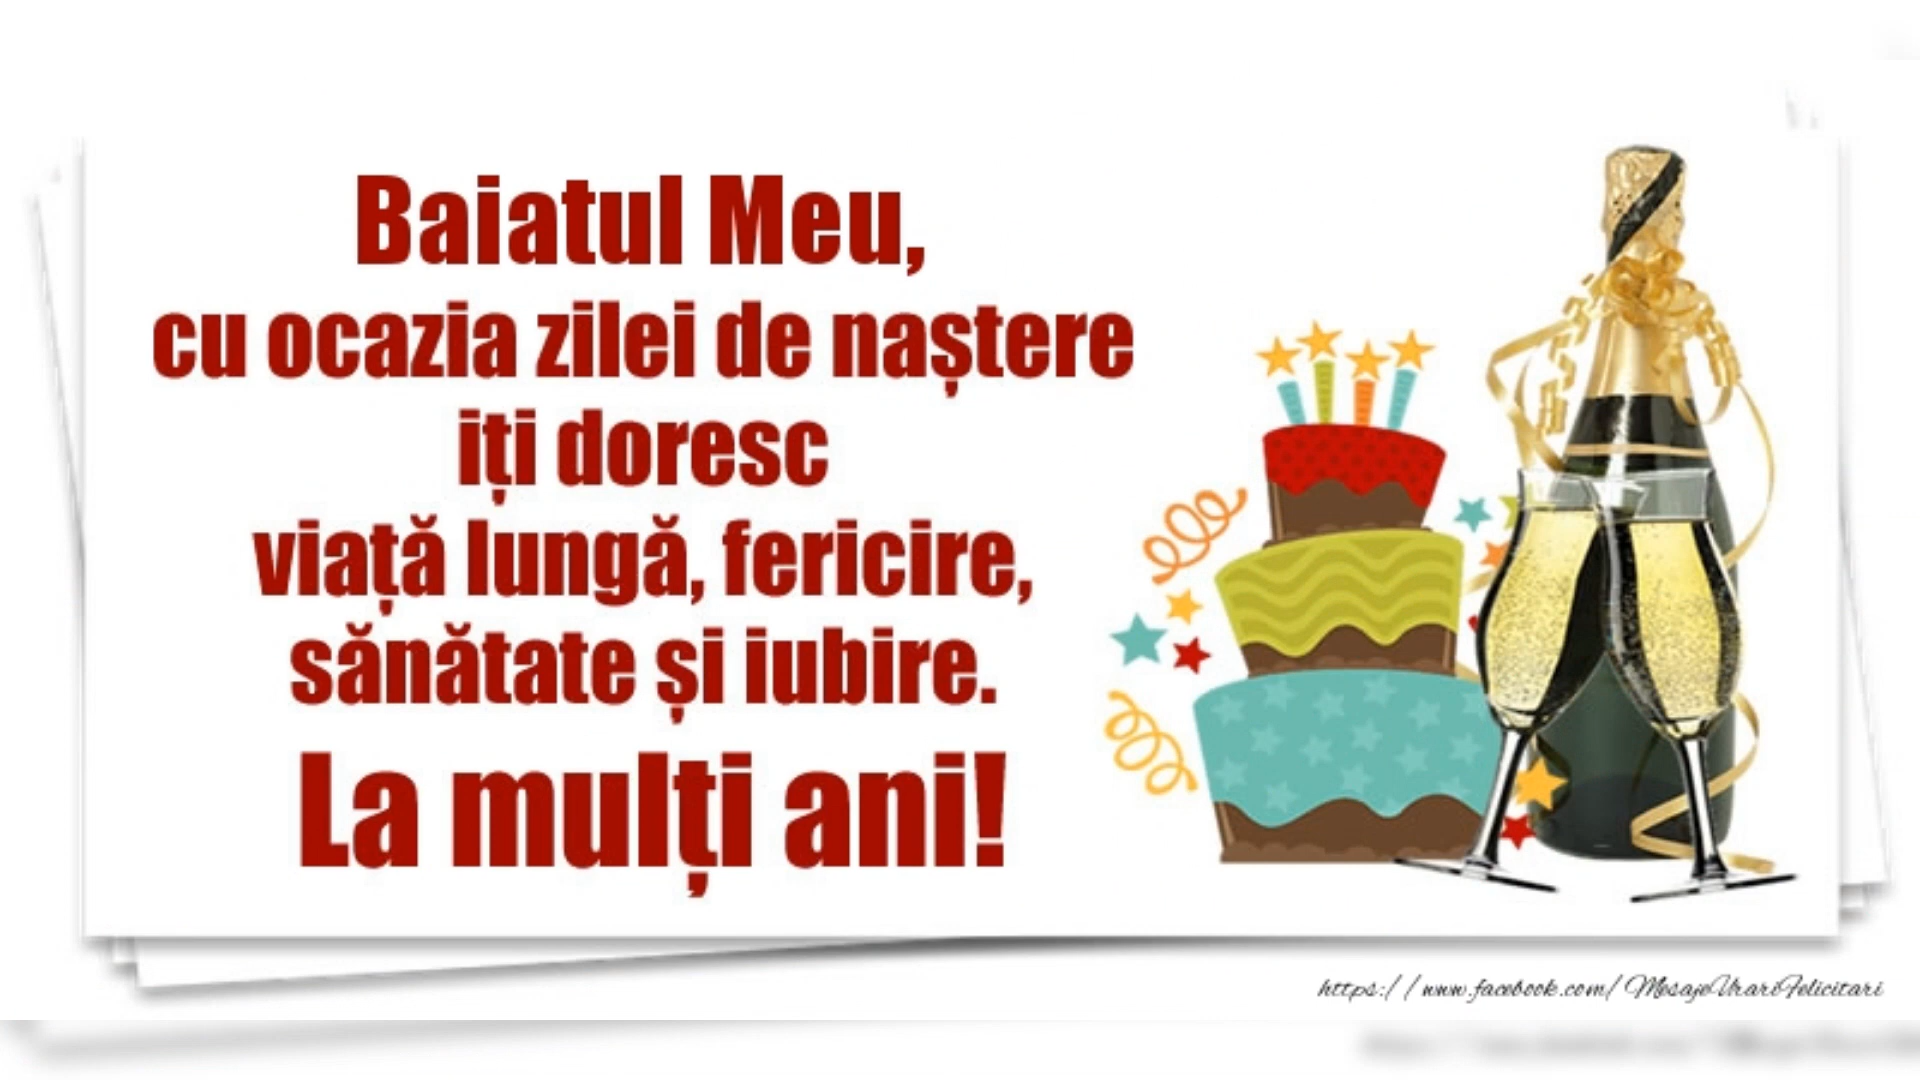 Baiatul Meu,
cu ocazia zilei de naștere
iți doresc
viață lungă, fericire,
sănătate și iubire.
La mulți ani!
https://www.facebook.com/MesajeUrariFelicitari